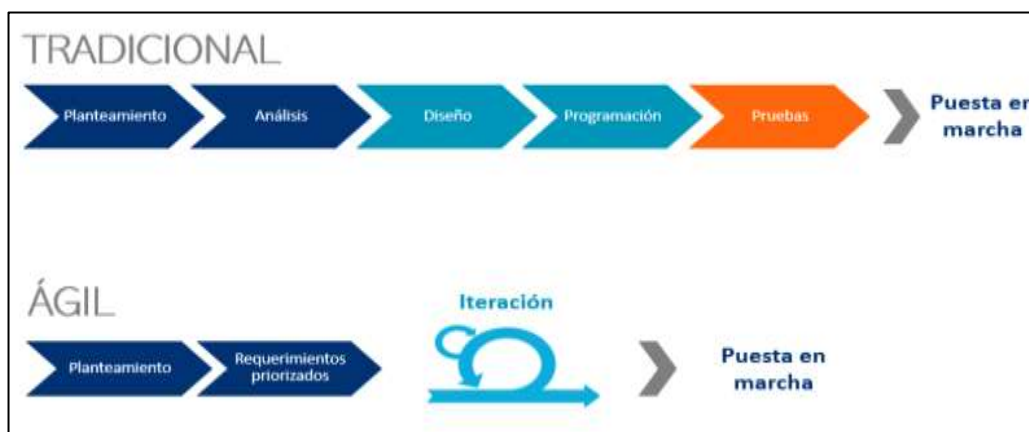 TRADICIONAL
Planteamiento
Análisis
Diseño
Programación
Pruebas
Puesta en
marcha
ÁGIL
Iteración
Planteamiento
Requerimientos
priorizados
Puesta en
marcha